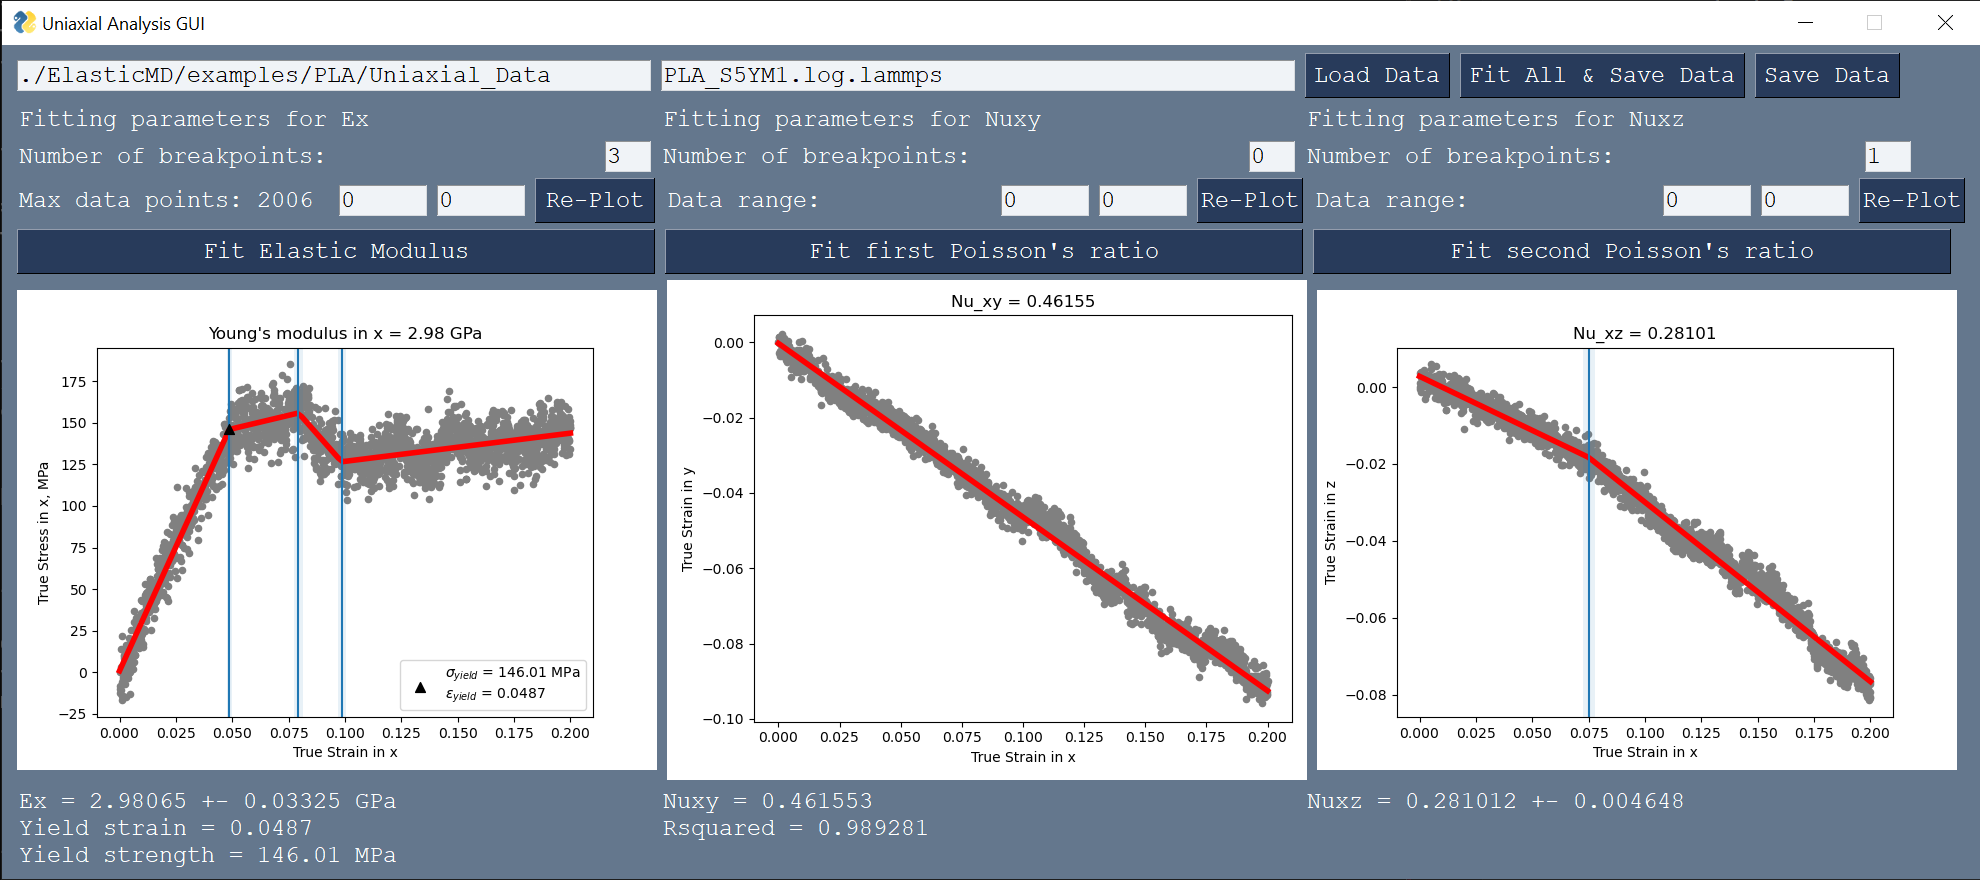 Uniaxial Analysis GUI
./ElasticMD/examples/PLA/Uniaxial_Data PLA_S5YM1.log.lammps Load Data Fit All & Save Data Save Data
Fitting parameters for Ex Fitting parameters for Nuxy Fitting parameters for Nuxz
Number of breakpoints: 3 Number of breakpoints: 0 Number of breakpoints: 1
Max data points: 2006 0 0 Re-Plot Data range: 0 0 Re-Plot Data range: 0 0 Re-Plot
Fit Elastic Modulus Fit first Poisson's ratio Fit second Poisson's ratio
Young's modulus in x = 2.98 GPa
True Stress in x, MPa
175
150
125
100
75
50
25
0
−25
σyield = 146.01 MPa
εyield = 0.0487
0.000 0.025 0.050 0.075 0.100 0.125 0.150 0.175 0.200
True Strain in x
Nu_xy = 0.46155
True Strain in y
0.00
−0.02
−0.04
−0.06
−0.08
−0.10
0.000 0.025 0.050 0.075 0.100 0.125 0.150 0.175 0.200
True Strain in x
Nu_xz = 0.28101
True Strain in z
0.00
−0.02
−0.04
−0.06
−0.08
0.000 0.025 0.050 0.075 0.100 0.125 0.150 0.175 0.200
True Strain in x
Ex = 2.98065 +- 0.03325 GPa
Yield strain = 0.0487
Yield strength = 146.01 MPa
Nuxy = 0.461553
Rsquared = 0.989281
Nuxz = 0.281012 +- 0.004648